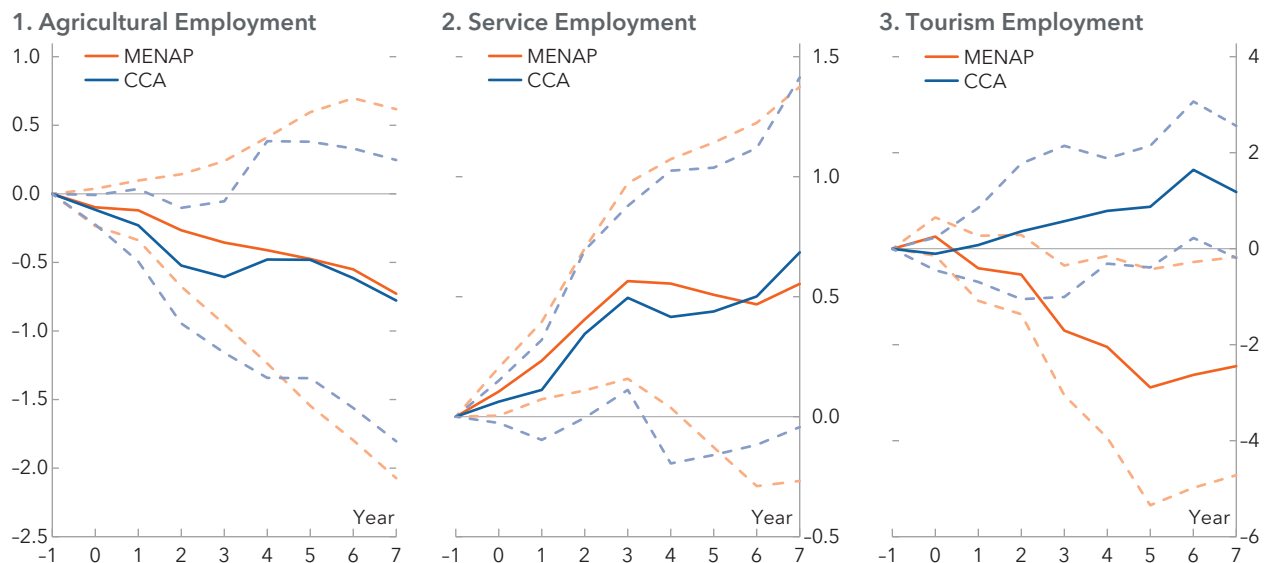 1. Agricultural Employment
1.0
MENAP
CCA
0.5
0.0
–0.5
–1.0
–1.5
–2.0
–2.5
Year
–1 0 1 2 3 4 5 6 7
2. Service Employment
MENAP
CCA
1.5
1.0
0.5
0.0
–0.5
Year
–1 0 1 2 3 4 5 6 7
3. Tourism Employment
MENAP
CCA
4
2
0
–2
–4
–6
Year
–1 0 1 2 3 4 5 6 7